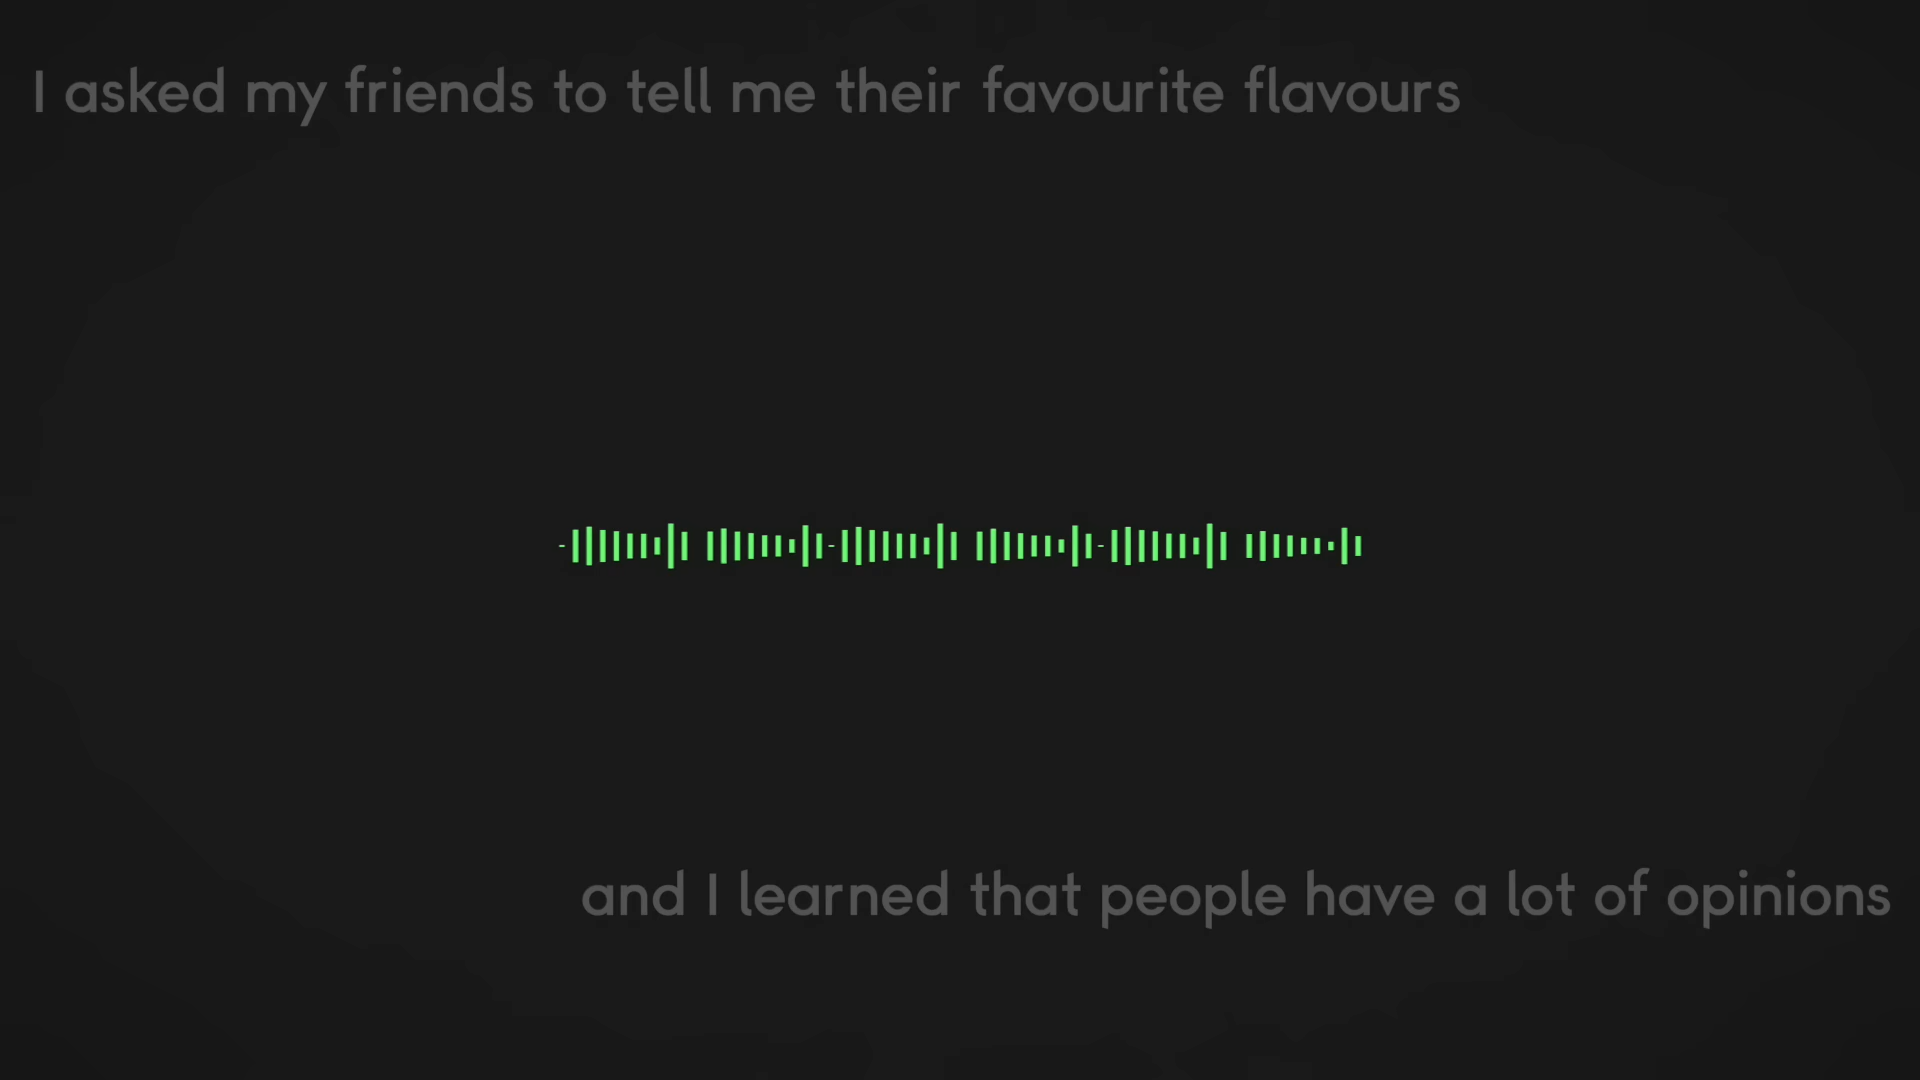 I asked my friends to tell me their favourite flavours
and I learned that people have a lot of opinions